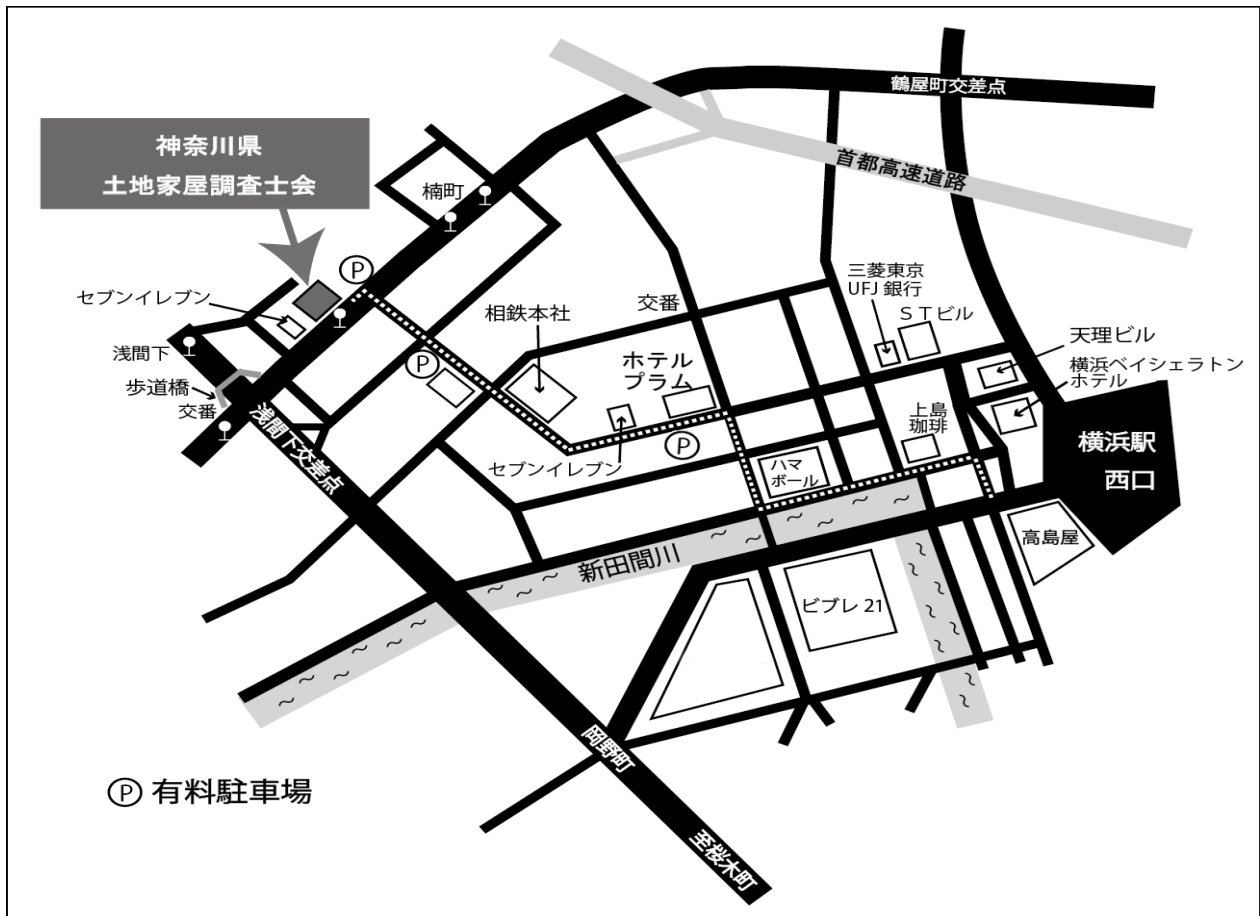 鶴屋町交差点
神奈川県
土地家屋調査士会
首都高速道路
楠町
P
セブンイレブン
浅間下
歩道橋
交番
浅間下交差点
P
相鉄本社
交番
ホテル
プラム
セブンイレブン
P
三菱東京
UFJ 銀行
STビル
天理ビル
横浜ベイシェラトン
ホテル
上島
珈琲
ハマ
ボール
横浜駅
西口
高島屋
新田間川
ビブレ 21
岡野町
至桜木町
P 有料駐車場